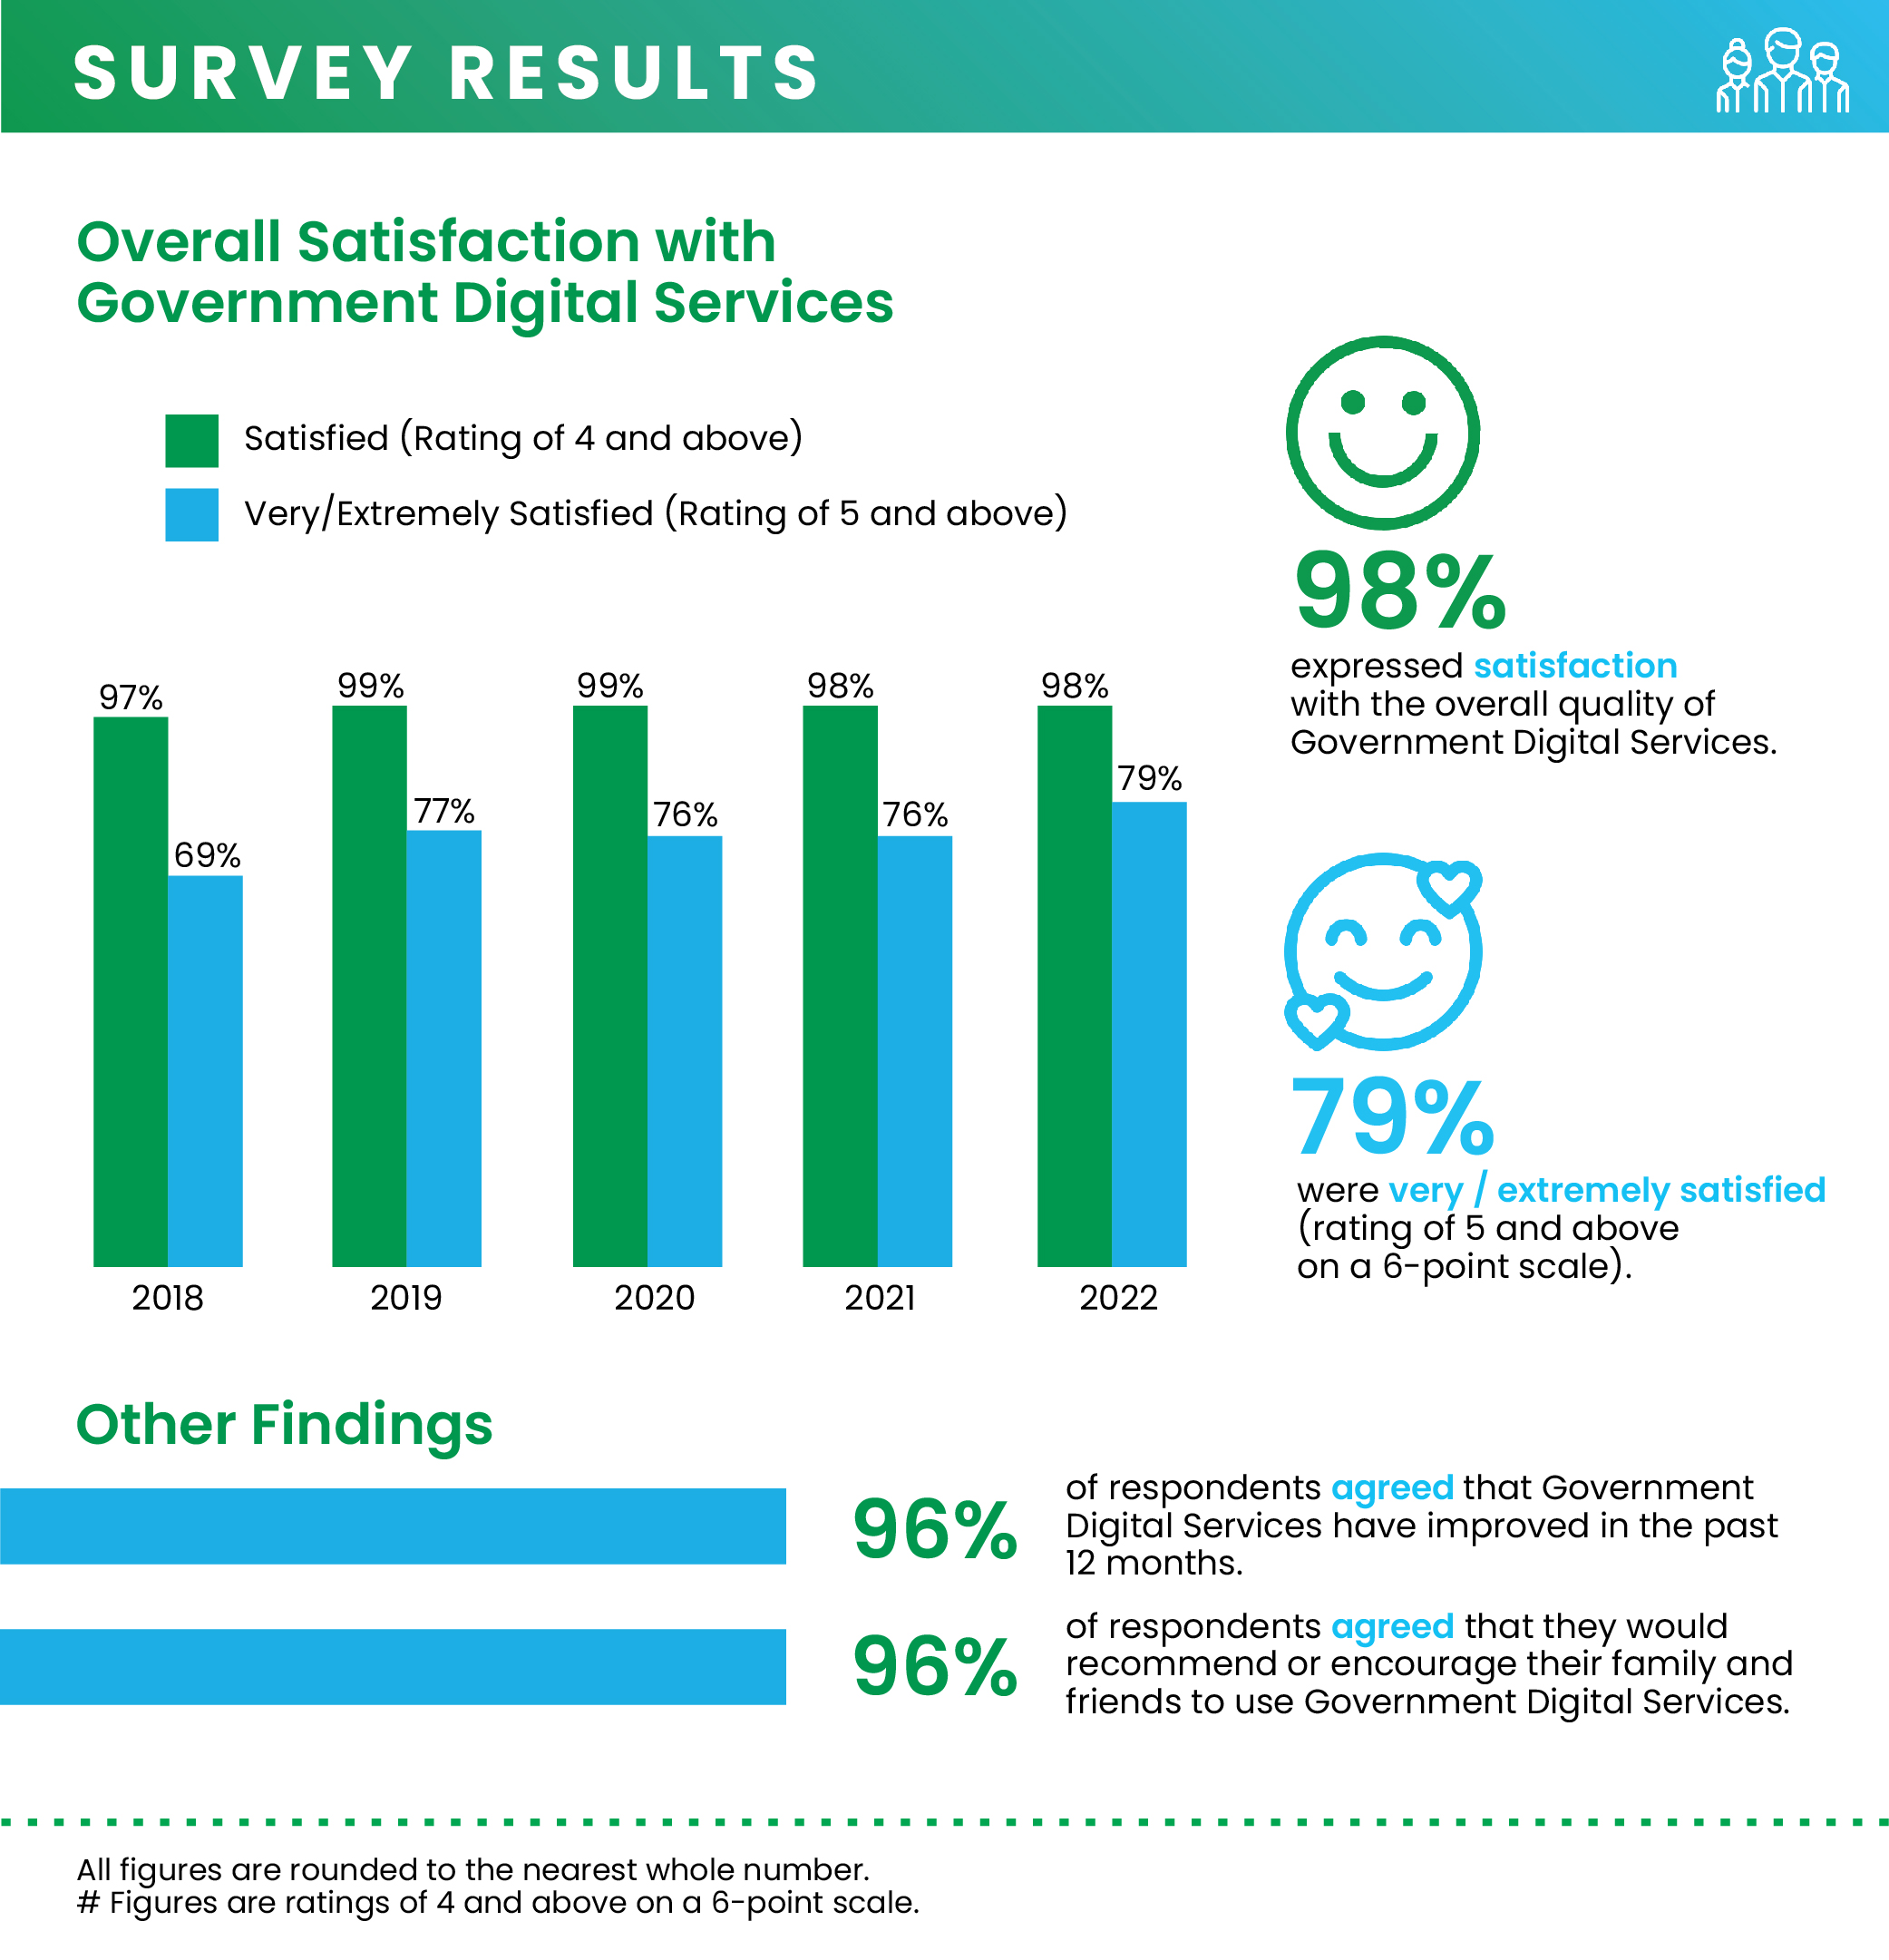 SURVEY RESULTS
Overall Satisfaction with
Government Digital Services
Satisfied (Rating of 4 and above)
Very/Extremely Satisfied (Rating of 5 and above)
97%
69%
99%
77%
99%
76%
98%
76%
98%
79%
2018
2019
2020
2021
2022
98%
expressed satisfaction
with the overall quality of
Government Digital Services.
79%
were very / extremely satisfied
(rating of 5 and above
on a 6-point scale).
Other Findings
96%
of respondents agreed that Government
Digital Services have improved in the past
12 months.
96%
of respondents agreed that they would
recommend or encourage their family and
friends to use Government Digital Services.
All figures are rounded to the nearest whole number.
# Figures are ratings of 4 and above on a 6-point scale.